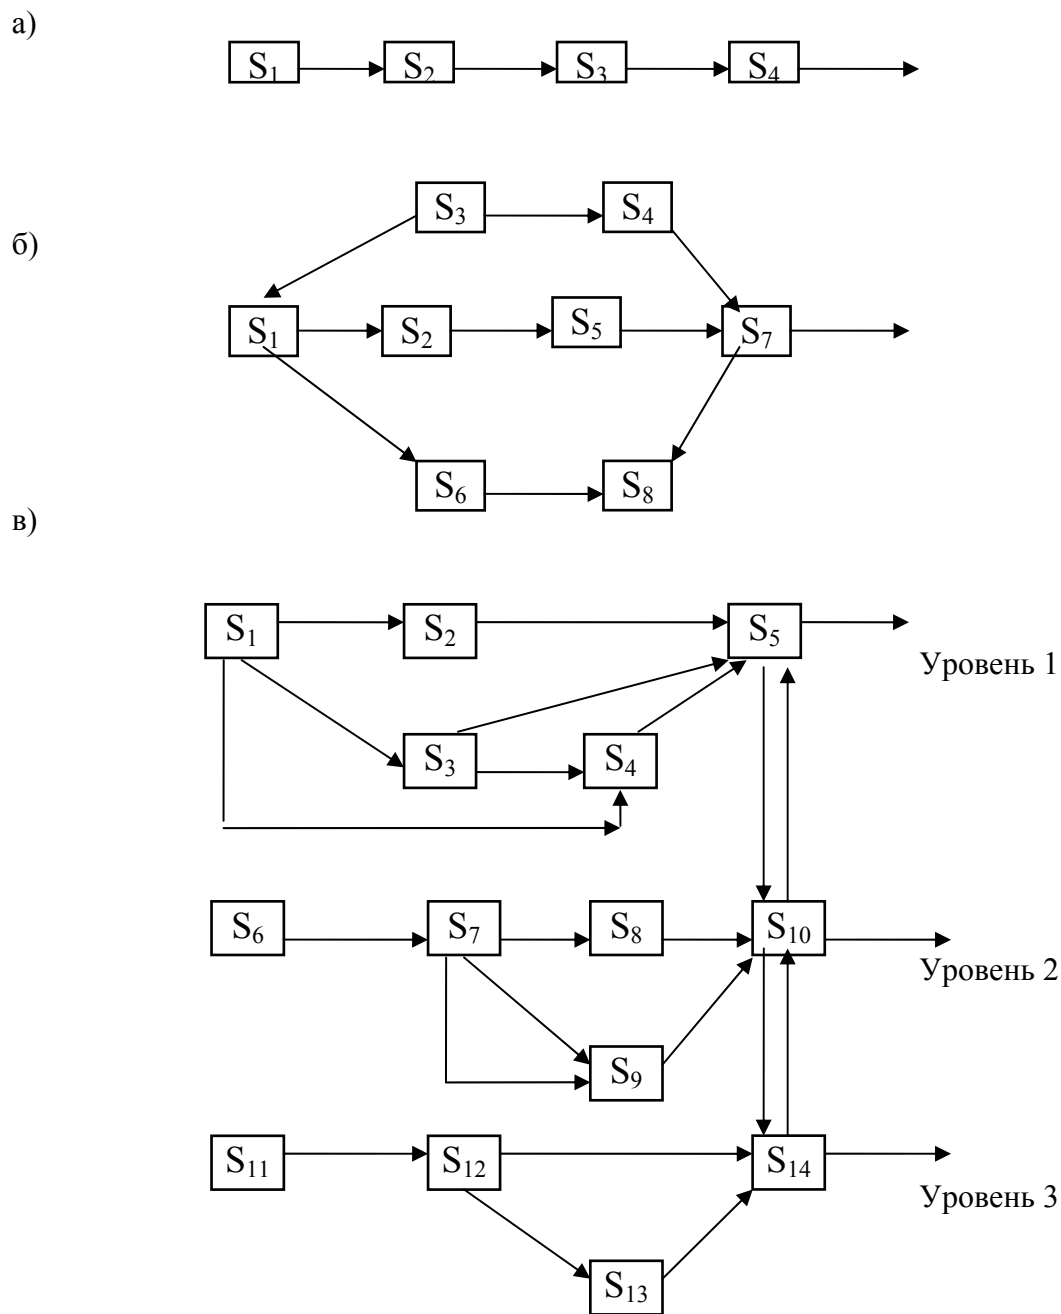 а)
S₁ S₂ S₃ S₄
S₃ S₄
б)
S₁ S₂ S₅ S₇
S₆ S₈
в)
S₁ S₂ S₅
Уровень 1
S₃ S₄
S₆ S₇ S₈ S₁₀
Уровень 2
S₉
S₁₁ S₁₂ S₁₄
Уровень 3
S₁₃